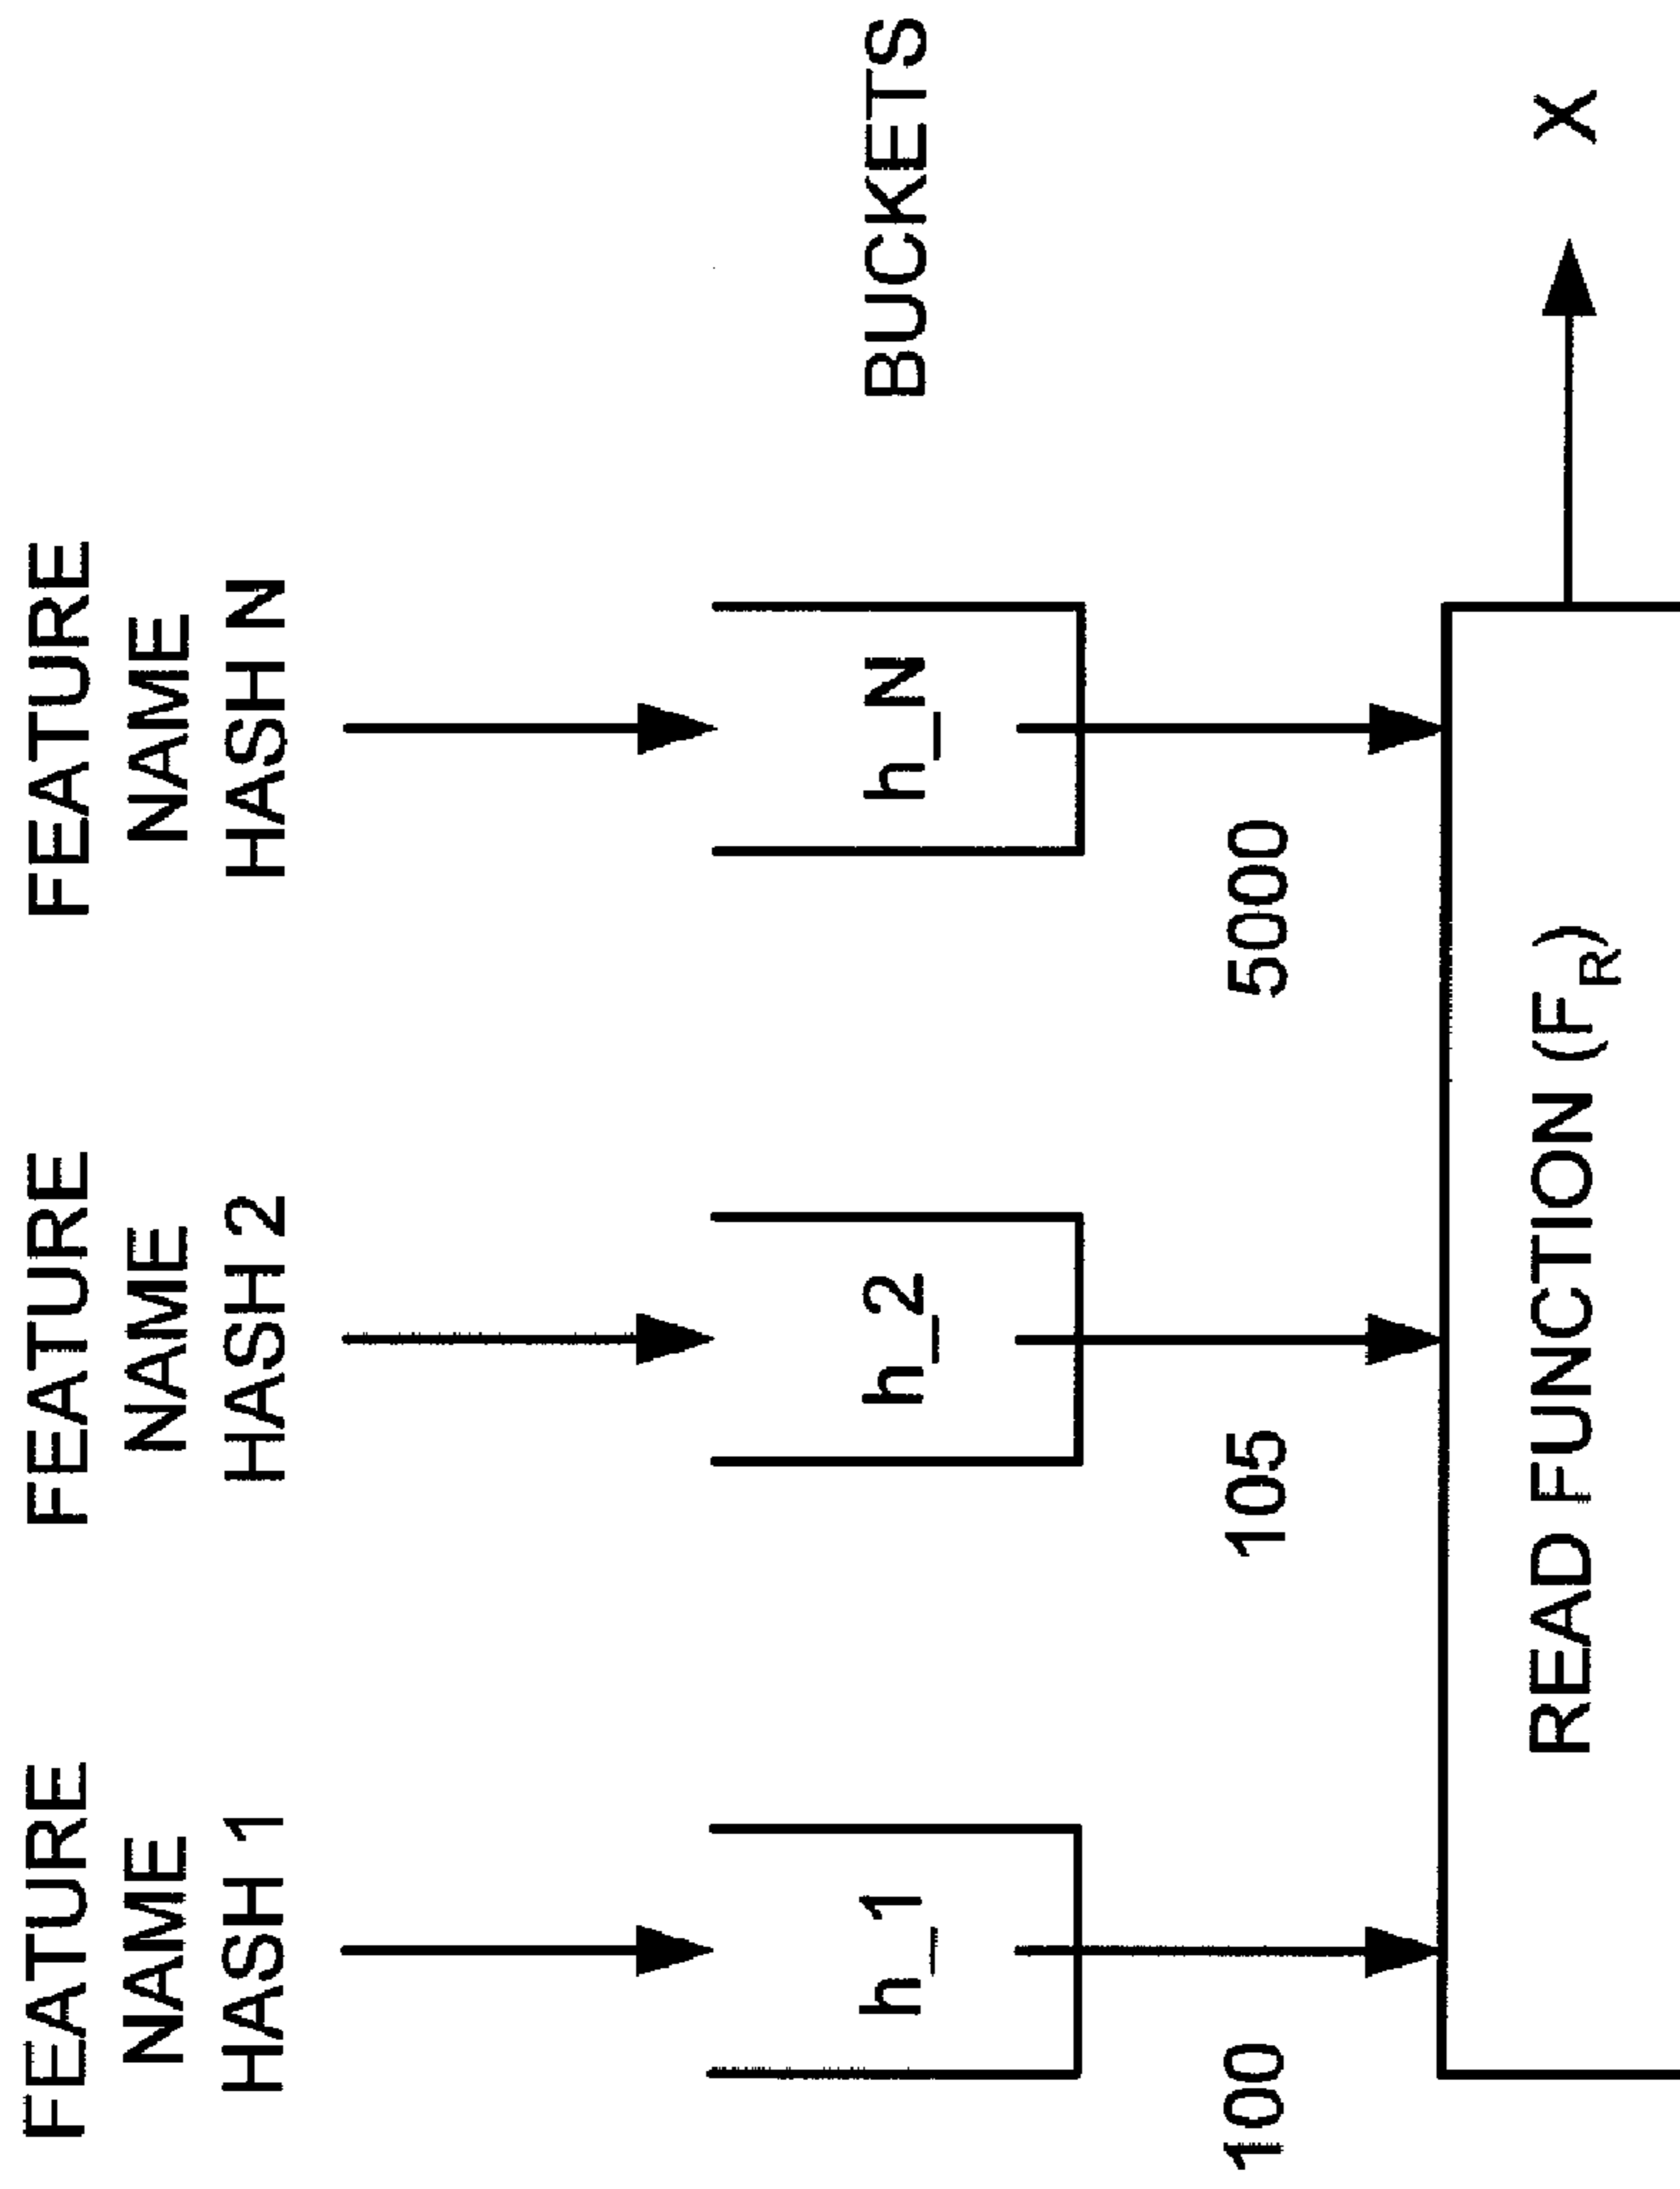 FEATURE
NAME
HASH 1
FEATURE
NAME
HASH 2
FEATURE
NAME
HASH N
h_1
h_2
h_N
BUCKETS
100
105
5000
READ FUNCTION (F_R)
X